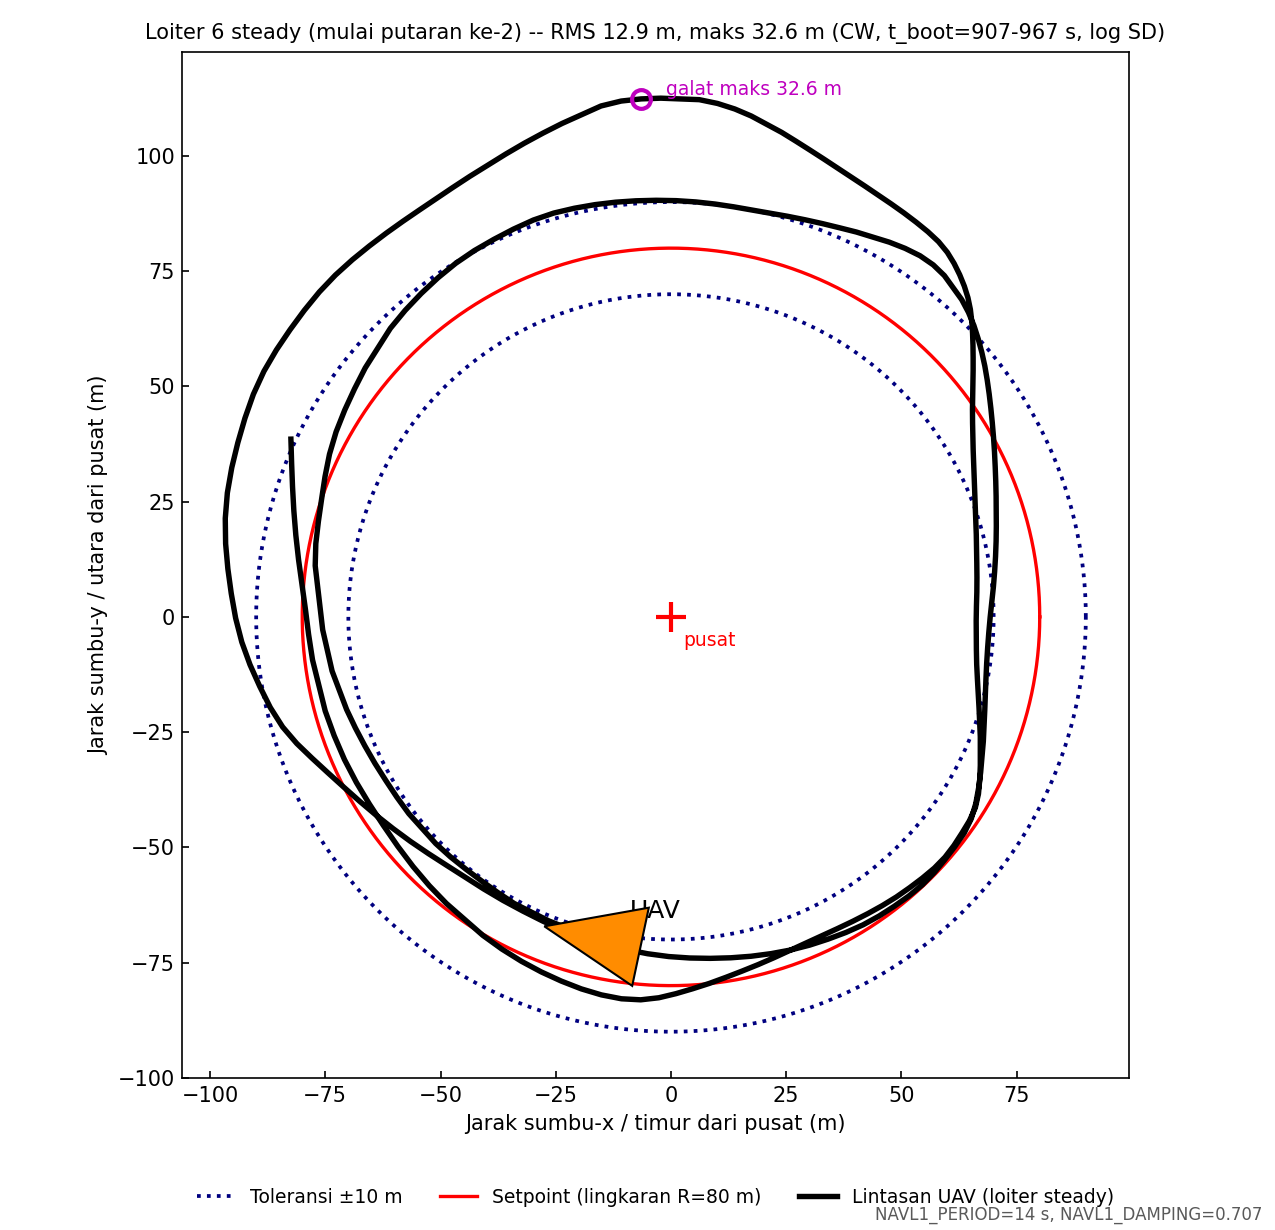 Loiter 6 steady (mulai putaran ke-2) -- RMS 12.9 m, maks 32.6 m (CW, t_boot=907-967 s, log SD)
galat maks 32.6 m
100
75
50
25
0
−25
−50
−75
−100
Jarak sumbu-y / utara dari pusat (m)
pusat
UAV
−100
−75
−50
−25
0
25
50
75
Jarak sumbu-x / timur dari pusat (m)
Toleransi ±10 m
Setpoint (lingkaran R=80 m)
Lintasan UAV (loiter steady)
NAVL1_PERIOD=14 s, NAVL1_DAMPING=0.707